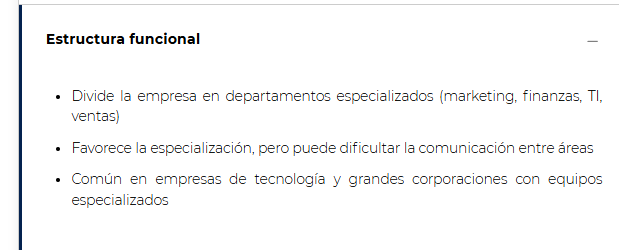 Estructura funcional
Divide la empresa en departamentos especializados (marketing, finanzas, TI,
ventas)
Favorece la especialización, pero puede dificultar la comunicación entre áreas
Común en empresas de tecnología y grandes corporaciones con equipos
especializados